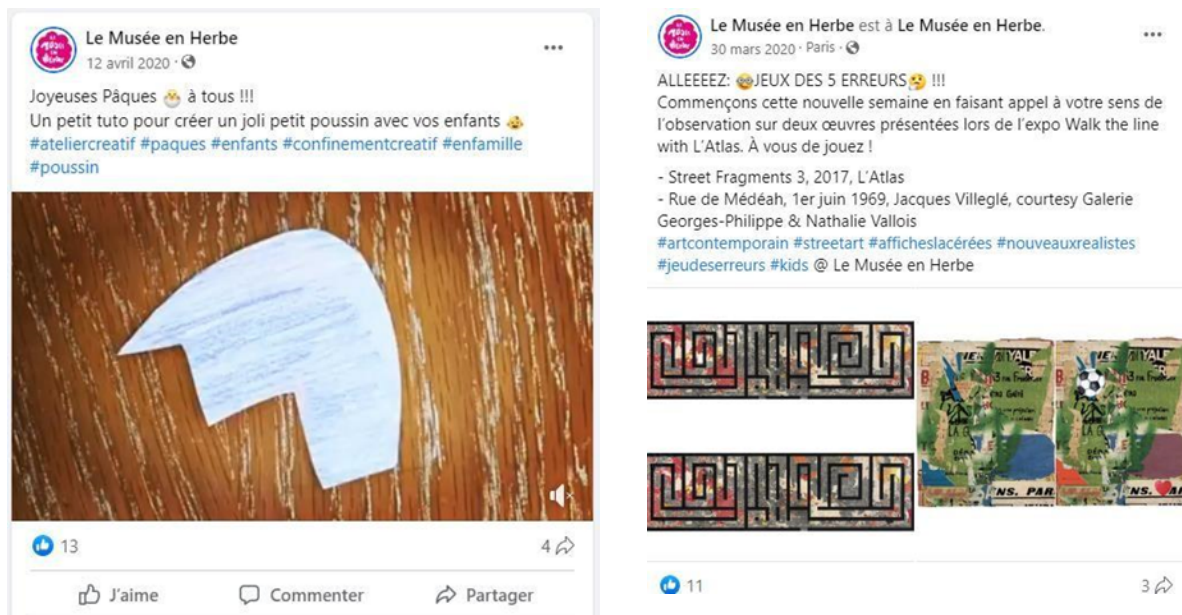 Le Musée en Herbe
12 avril 2020 ·
Joyeuses Pâques 🐣 à tous !!!
Un petit tuto pour créer un joli petit poussin avec vos enfants 🐥
#ateliercreatif #paques #enfants #confinementcreatif #enfamille
#poussin
13
4
J'aime
Commenter
Partager
Le Musée en Herbe est à Le Musée en Herbe.
30 mars 2020 · Paris ·
ALLEEEEZ: 🤓JEUX DES 5 ERREURS🤔 !!!
Commençons cette nouvelle semaine en faisant appel à votre sens de
l'observation sur deux œuvres présentées lors de l'expo Walk the line
with L'Atlas. À vous de jouez !
- Street Fragments 3, 2017, L'Atlas
- Rue de Médéah, 1er juin 1969, Jacques Villeglé, courtesy Galerie
Georges-Philippe & Nathalie Vallois
#artcontemporain #streetart #afficheslacérées #nouveauxrealistes
#jeudeserreurs #kids @ Le Musée en Herbe
NS. PAR
11
3